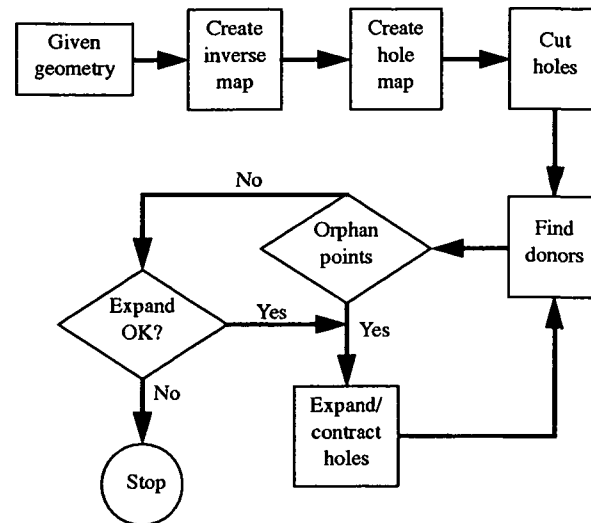 Given
geometry
Create
inverse
map
Create
hole
map
Cut
holes
No
Orphan
points
Find
donors
Expand
OK?
Yes
Yes
No
Expand/
contract
holes
Stop